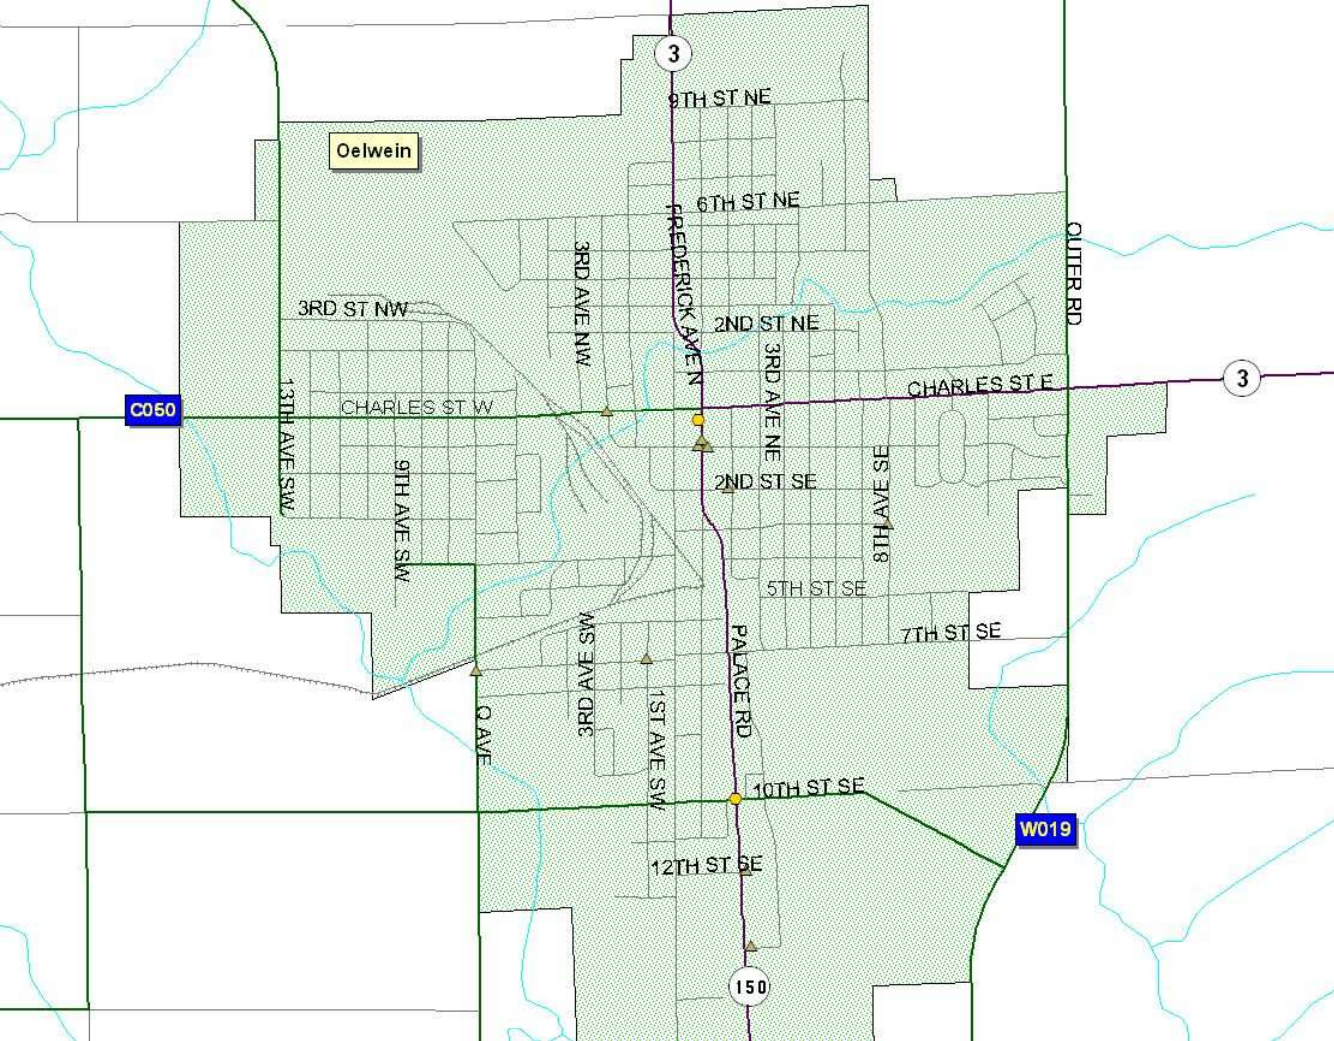 3
9TH ST NE
Oelwein
6TH ST NE
FREDERICK AVE N
OUTER RD
3RD AVE NW
3RD ST NW
2ND ST NE
3RD AVE NE
3
CHARLES ST E
C050
13TH AVE SW
CHARLES ST W
9TH AVE SW
2ND ST SE
8TH AVE SE
5TH ST SE
7TH ST SE
3RD AVE SW
PALACE RD
Q AVE
1ST AVE SW
10TH ST SE
W019
12TH ST SE
150